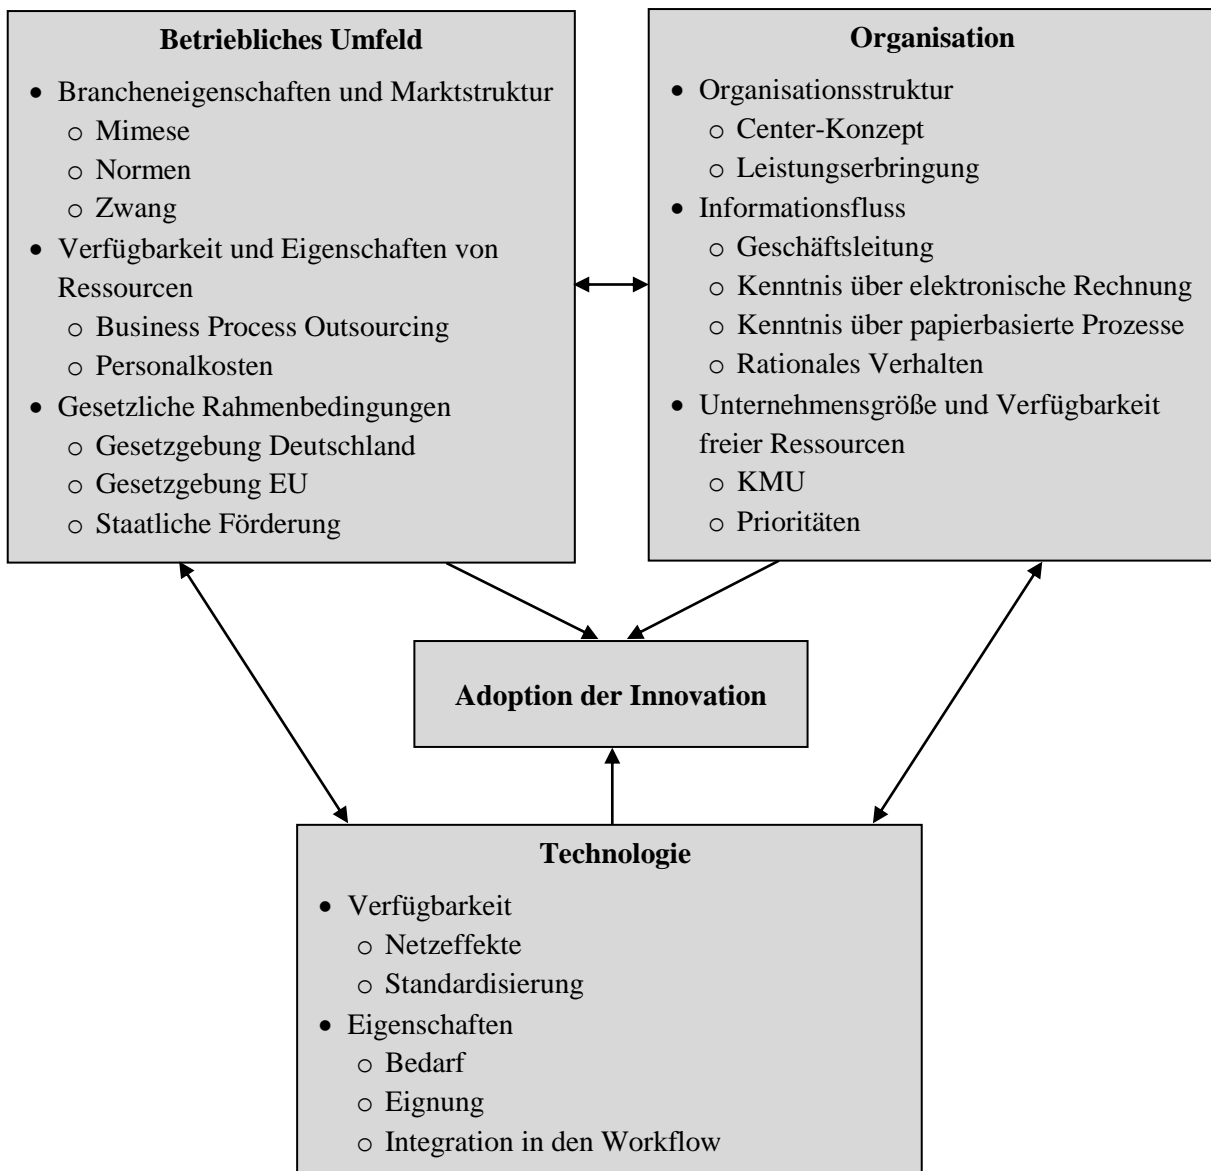 Betriebliches Umfeld
• Brancheneigenschaften und Marktstruktur
o Mimese
o Normen
o Zwang
• Verfügbarkeit und Eigenschaften von
Ressourcen
o Business Process Outsourcing
o Personalkosten
• Gesetzliche Rahmenbedingungen
o Gesetzgebung Deutschland
o Gesetzgebung EU
o Staatliche Förderung
Organisation
• Organisationsstruktur
o Center-Konzept
o Leistungserbringung
• Informationsfluss
o Geschäftsleitung
o Kenntnis über elektronische Rechnung
o Kenntnis über papierbasierte Prozesse
o Rationales Verhalten
• Unternehmensgröße und Verfügbarkeit
freier Ressourcen
o KMU
o Prioritäten
Adoption der Innovation
Technologie
• Verfügbarkeit
o Netzeffekte
o Standardisierung
• Eigenschaften
o Bedarf
o Eignung
o Integration in den Workflow